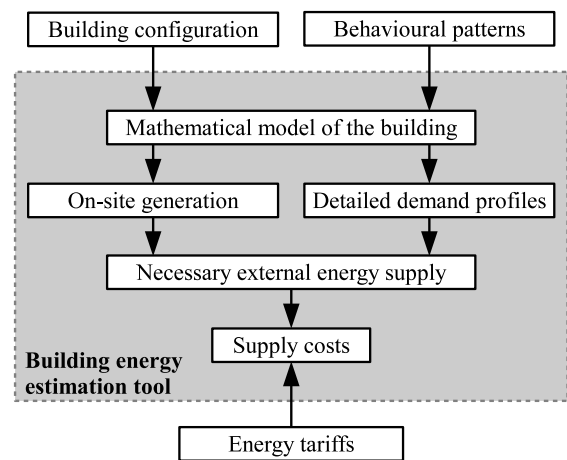 Building configuration
Behavioural patterns
Mathematical model of the building
On-site generation
Detailed demand profiles
Necessary external energy supply
Supply costs
Building energy
estimation tool
Energy tariffs